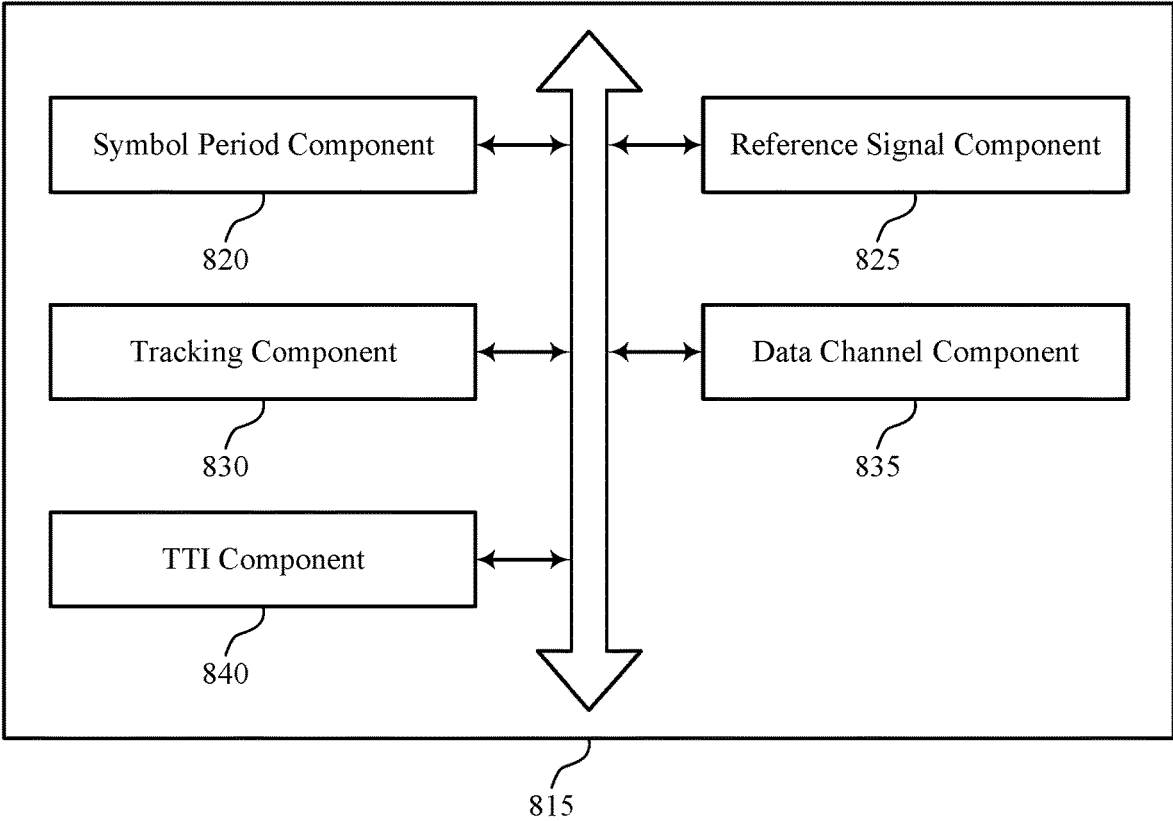 Symbol Period Component
820
Reference Signal Component
825
Tracking Component
830
Data Channel Component
835
TTI Component
840
815